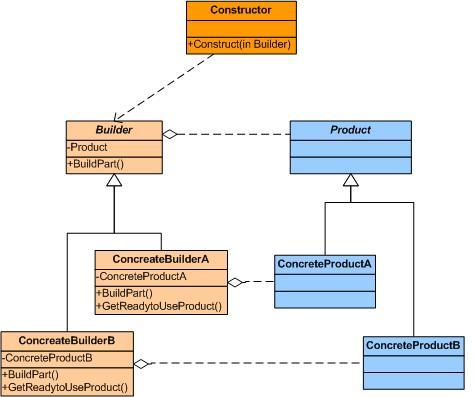 Constructor
+Construct(in Builder)
Builder
-Product
+BuildPart()
Product
ConcreateBuilderA
-ConcreteProductA
+BuildPart()
+GetReadytoUseProduct()
ConcreteProductA
ConcreateBuilderB
-ConcreteProductB
+BuildPart()
+GetReadytoUseProduct()
ConcreteProductB